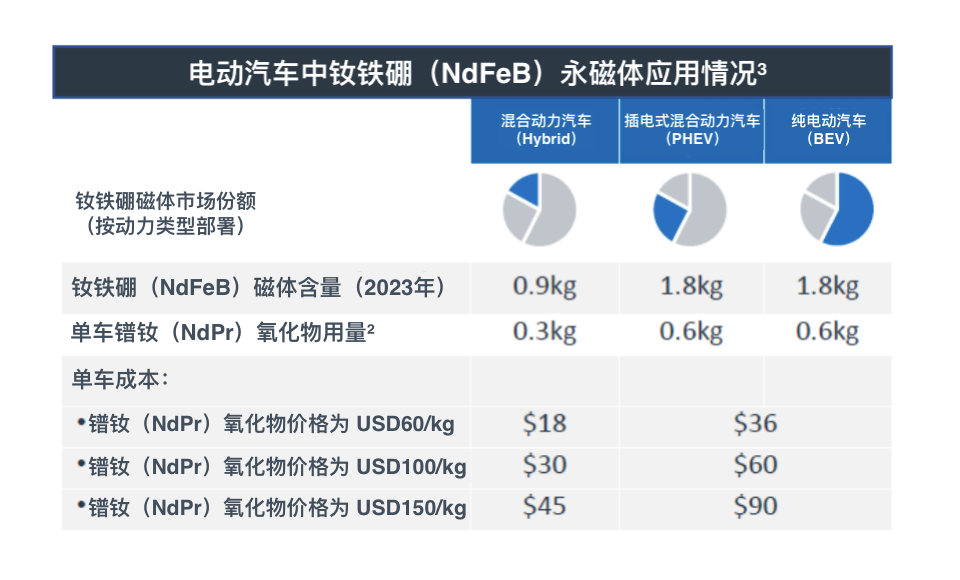 电动汽车中钕铁硼（NdFeB）永磁体应用情况³
混合动力汽车
（Hybrid）
插电式混合动力汽车
（PHEV）
纯电动汽车
（BEV）
钕铁硼磁体市场份额
（按动力类型部署）
钕铁硼（NdFeB）磁体含量（2023年） 0.9kg 1.8kg 1.8kg
单车镨钕（NdPr）氧化物用量² 0.3kg 0.6kg 0.6kg
单车成本：
•镨钕（NdPr）氧化物价格为 USD60/kg $18 $36
•镨钕（NdPr）氧化物价格为 USD100/kg $30 $60
•镨钕（NdPr）氧化物价格为 USD150/kg $45 $90